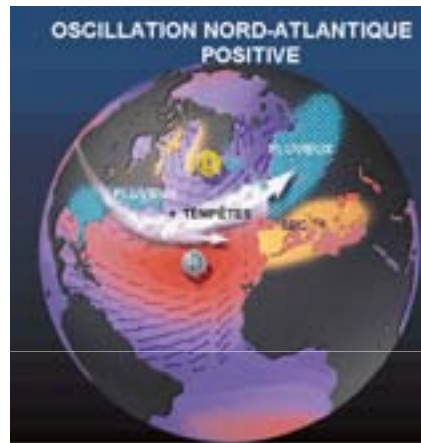 OSCILLATION NORD-ATLANTIQUE
POSITIVE
PLUVIEUX
PLUVIEUX
+ TEMPÊTES
SEC